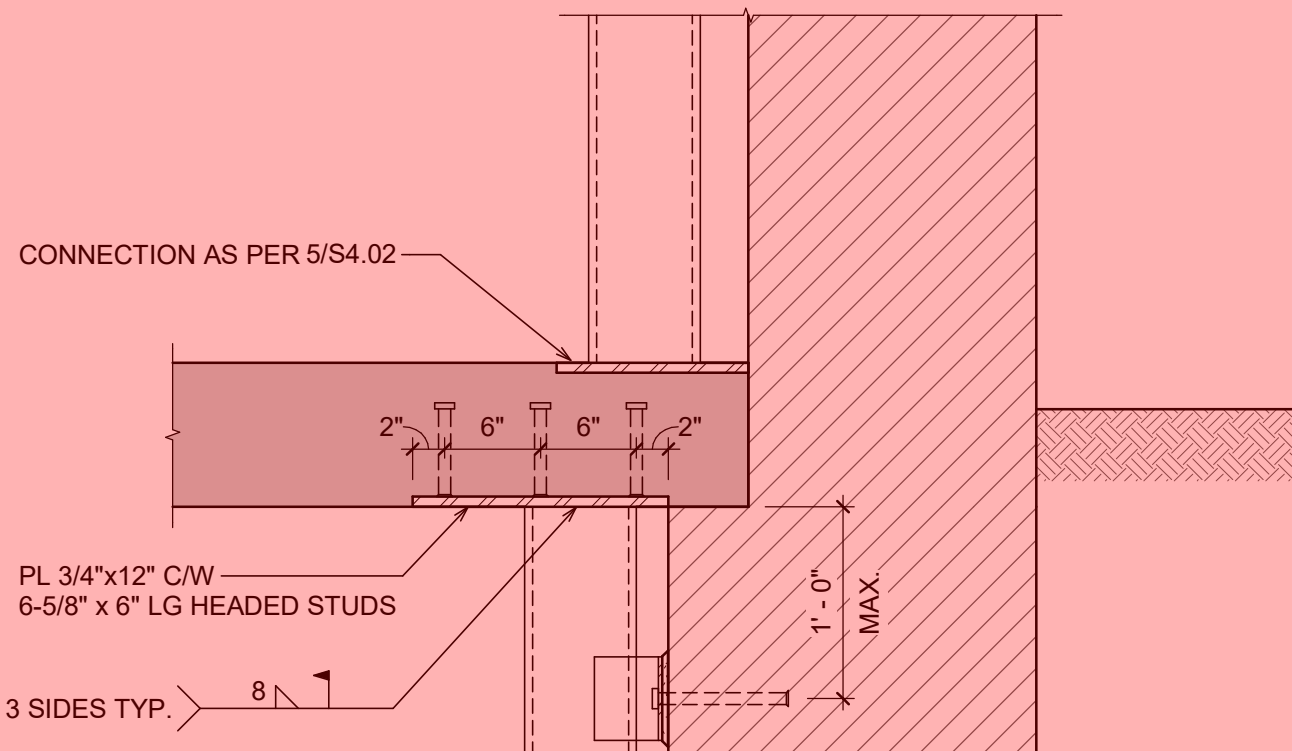 CONNECTION AS PER 5/S4.02
2" 6" 6" 2"
PL 3/4"x12" C/W
6-5/8" x 6" LG HEADED STUDS
1' - 0"
MAX.
3 SIDES TYP.
8